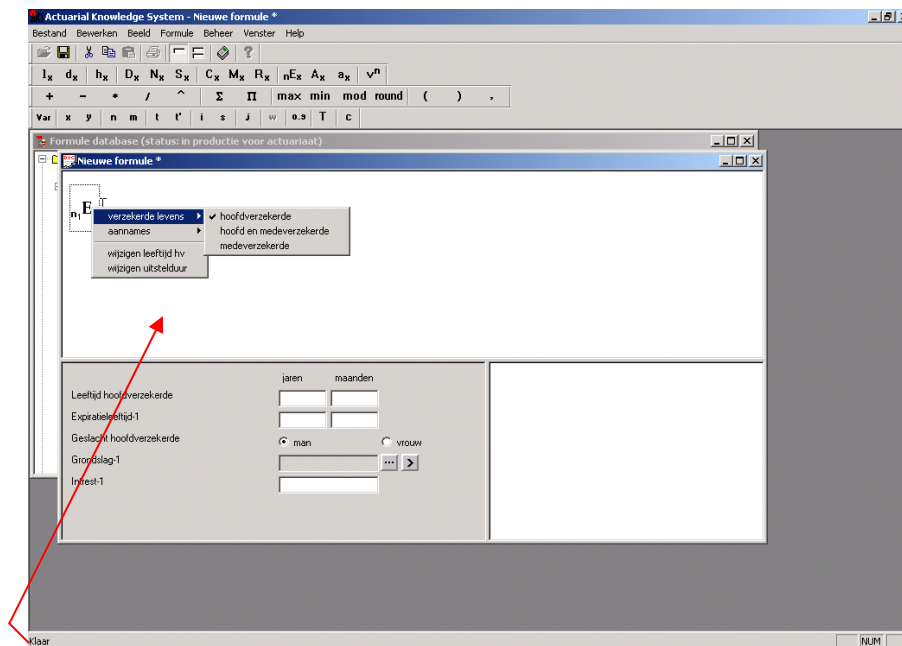 Actuarial Knowledge System - Nieuwe formule *
Bestand Bewerken Beeld Formule Beheer Venster Help
lx dx hx Dx Nx Sx Cx Mx Rx nEx Ax ax v^n
+ - * / ^ Σ Π max min mod round ( ) ,
Var x y n m t t' i s j w 0.9 T C
Formule database (status: in productie voor actuariaat)
Nieuwe formule *
n1E
verzekerde levens hoofdverzekerde
aannames hoofd en medeverzekerde
medeverzekerde
wijzigen leeftijd hv
wijzigen uitstelduur
jaren maanden
Leeftijd hoofdverzekerde
Expiratieleeftijd-1
Geslacht hoofdverzekerde man vrouw
Grondslag-1 ...
Intrest-1
Klaar NUM